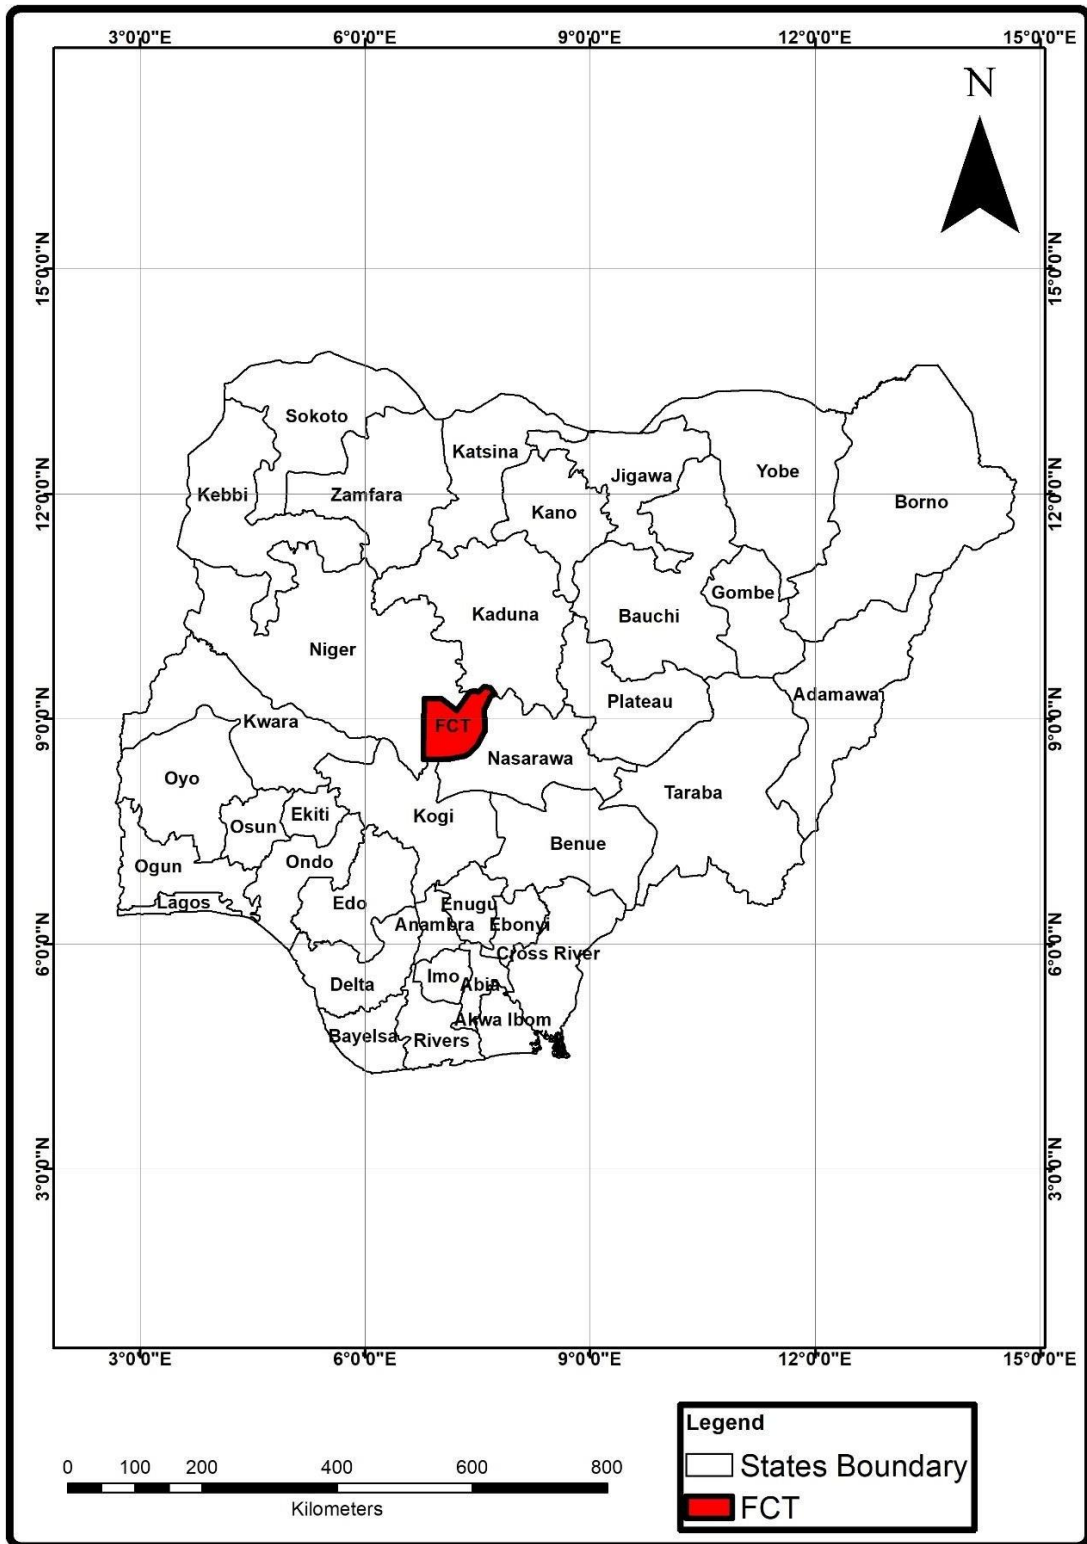 3°0'0"E 6°0'0"E 9°0'0"E 12°0'0"E 15°0'0"E
N
15°0'0"N 15°0'0"N
Sokoto
Katsina
Jigawa
Yobe
Kebbi
Zamfara
Borno
12°0'0"N 12°0'0"N
Kano
Gombe
Kaduna
Bauchi
Niger
Adamawa
Plateau
9°0'0"N 9°0'0"N
Kwara
FCT
Nasarawa
Oyo
Taraba
Ekiti
Kogi
Osun
Benue
Ogun
Ondo
Lagos
Edo
Enugu
Anambra
Ebonyi
6°0'0"N 6°0'0"N
Cross River
Delta
Imo
Abia
Akwa Ibom
Bayelsa
Rivers
3°0'0"N 3°0'0"N
3°0'0"E 6°0'0"E 9°0'0"E 12°0'0"E 15°0'0"E
0 100 200 400 600 800
Kilometers
Legend
States Boundary
FCT